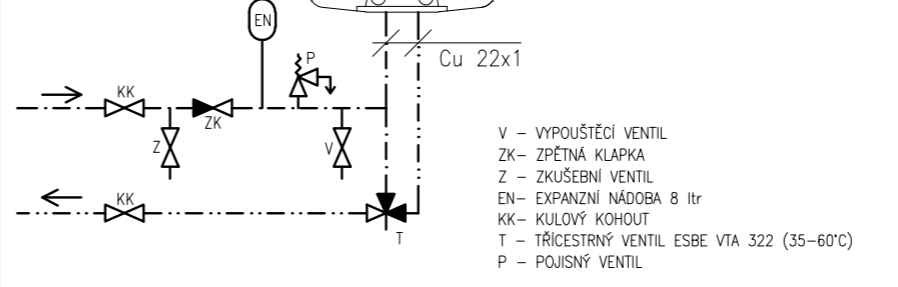 EN
P
Cu 22x1
KK
ZK
Z
V
KK
T
V – VYPOUŠTĚCÍ VENTIL
ZK– ZPĚTNÁ KLAPKA
Z – ZKUŠEBNÍ VENTIL
EN– EXPANZNÍ NÁDOBA 8 ltr
KK– KULOVÝ KOHOUT
T – TŘÍCESTRNÝ VENTIL ESBE VTA 322 (35–60°C)
P – POJISNÝ VENTIL